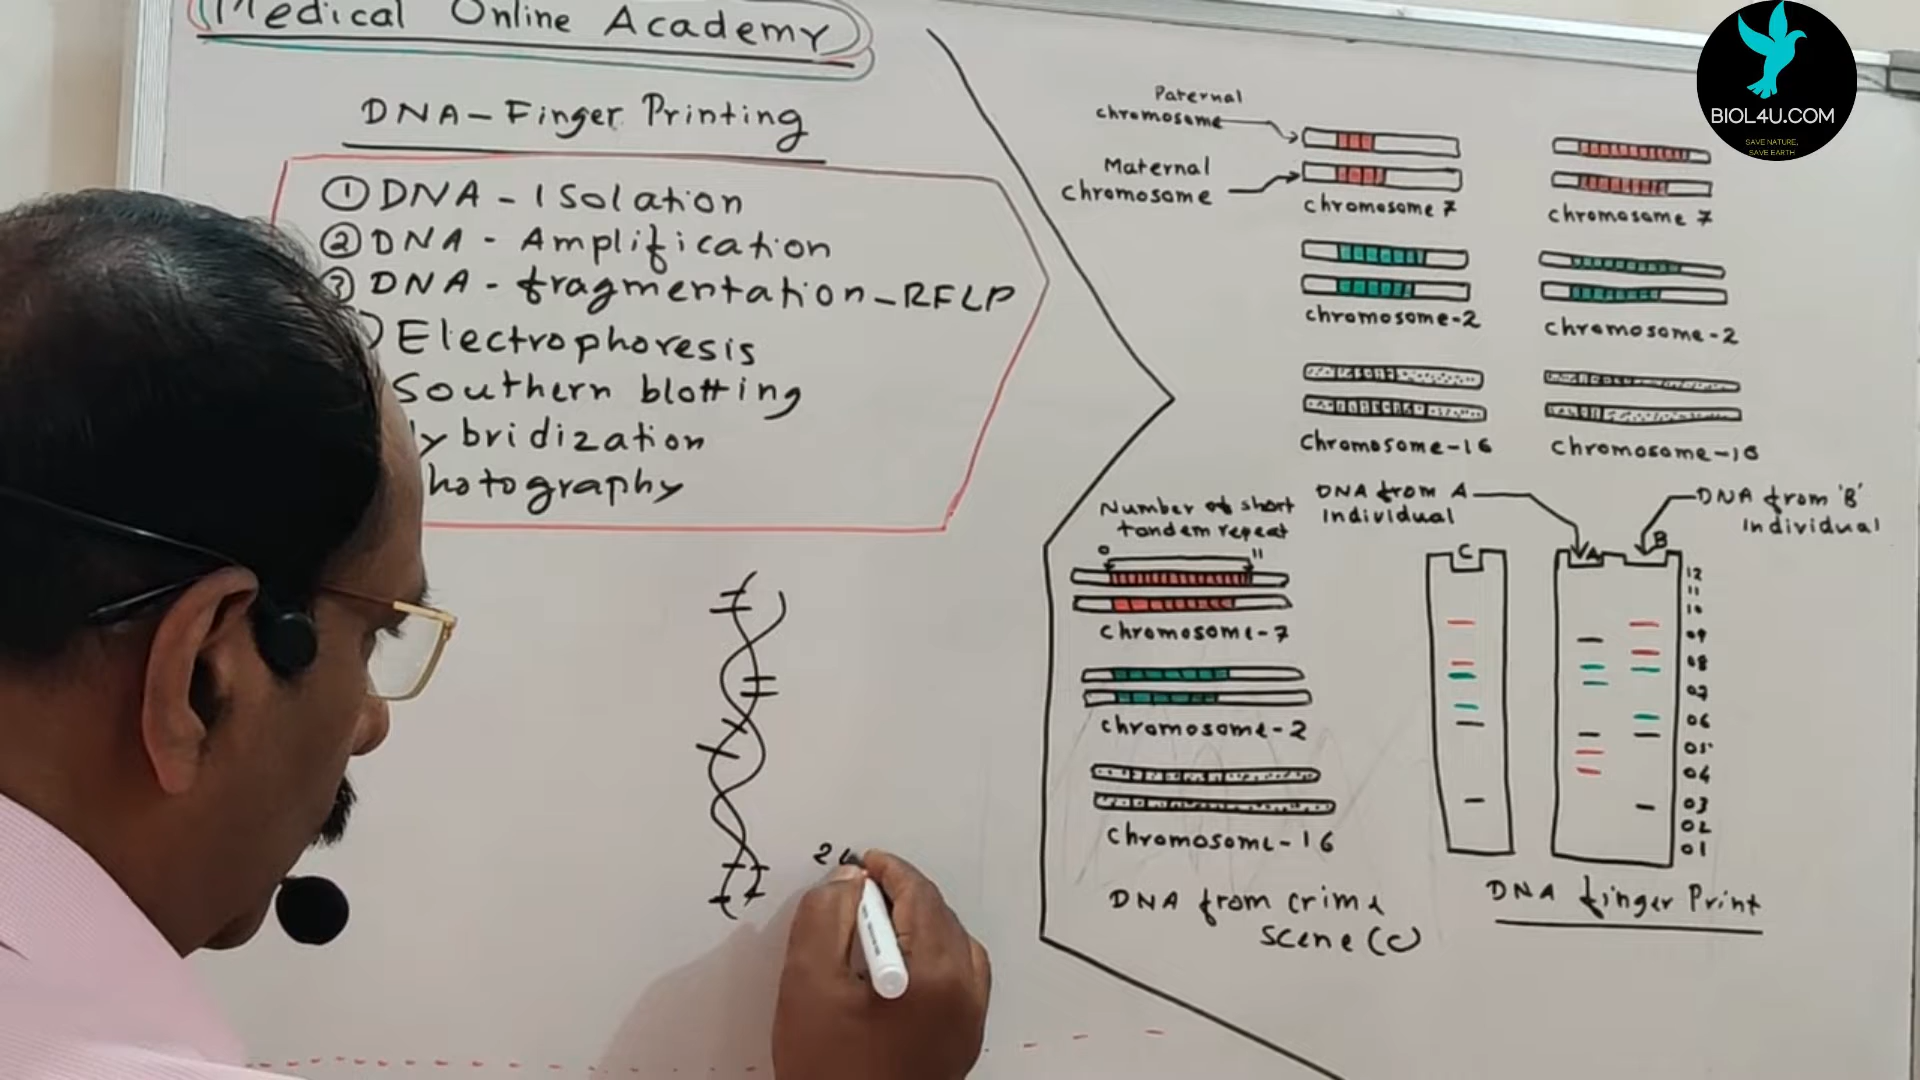 Medical Online Academy
DNA - Finger Printing
① DNA - Isolation
② DNA - Amplification
③ DNA - fragmentation - RFLP
Electrophoresis
Southern blotting
ybridization
hotography
2
Paternal
chromosome
Maternal
chromosome
chromosome 7
chromosome 7
chromosome-2
chromosome-2
Chromosome-16
chromosome-16
Number of short
tandem repeat
0 11
chromosome-7
chromosome-2
chromosome-16
DNA from crime
Scene (C)
DNA from A
Individual
DNA from 'B'
Individual
C
A
B
12
11
10
09
08
07
06
05
04
03
02
01
DNA finger Print
BIOL4U.COM
SAVE NATURE,
SAVE EARTH